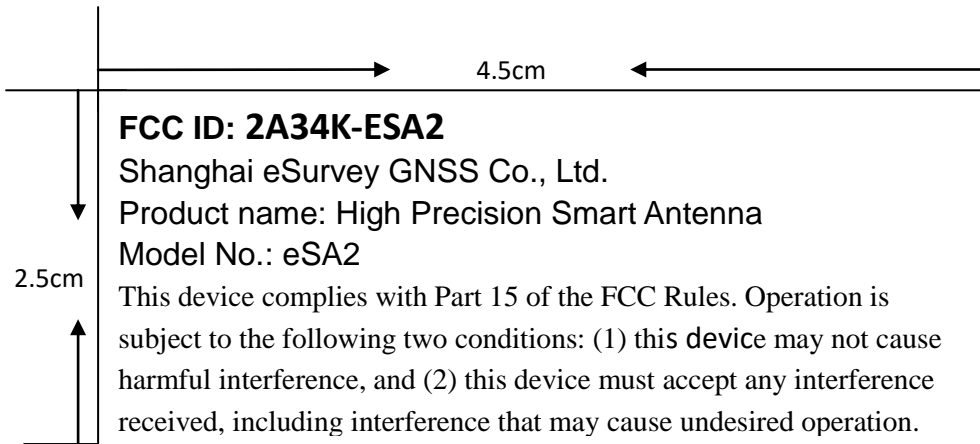 4.5cm
FCC ID: 2A34K-ESA2
Shanghai eSurvey GNSS Co., Ltd.
Product name: High Precision Smart Antenna
Model No.: eSA2
2.5cm
This device complies with Part 15 of the FCC Rules. Operation is
subject to the following two conditions: (1) this device may not cause
harmful interference, and (2) this device must accept any interference
received, including interference that may cause undesired operation.